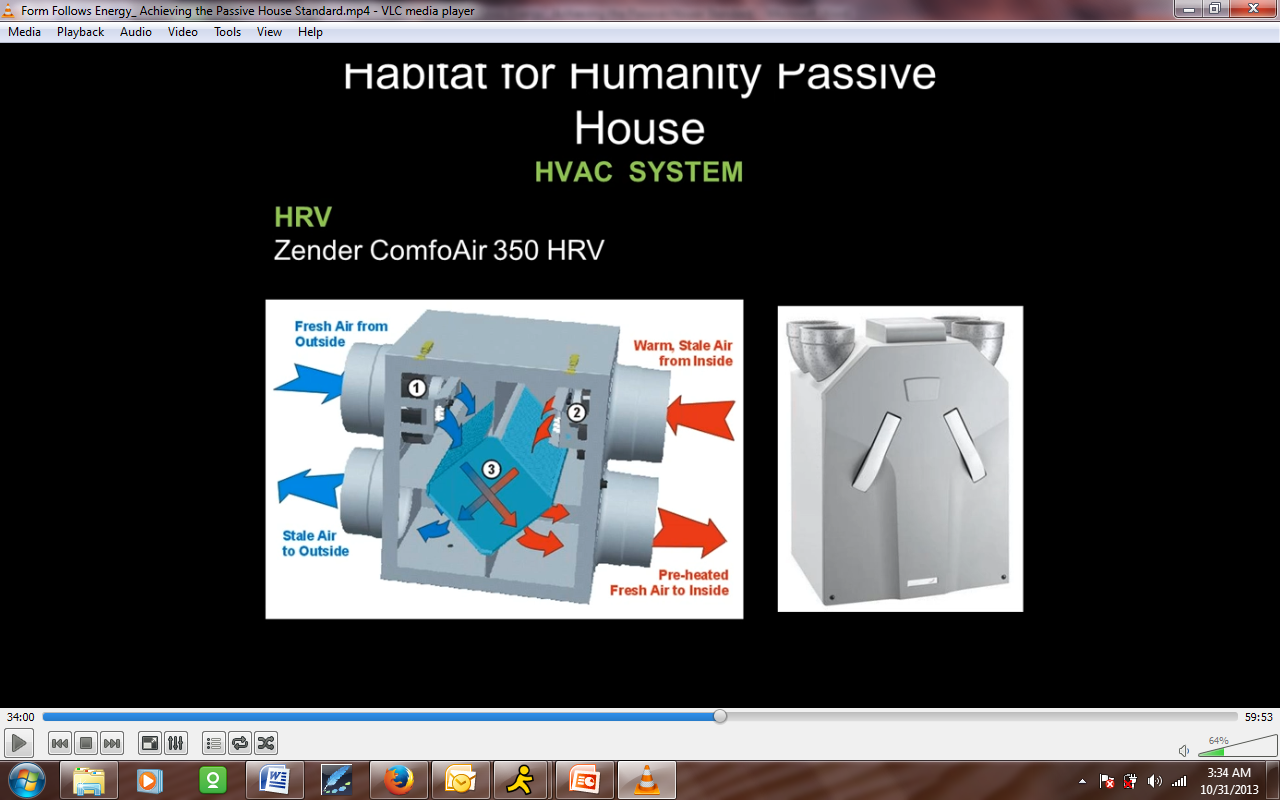 Form Follows Energy_ Achieving the Passive House Standard.mp4 - VLC media player
Media Playback Audio Video Tools View Help
Habitat for Humanity Passive
House
HVAC SYSTEM
HRV
Zender ComfoAir 350 HRV
Fresh Air from
Outside
Warm, Stale Air
from Inside
1
2
3
Stale Air
to Outside
Pre-heated
Fresh Air to Inside
34:00
59:53
64%
3:34 AM
10/31/2013